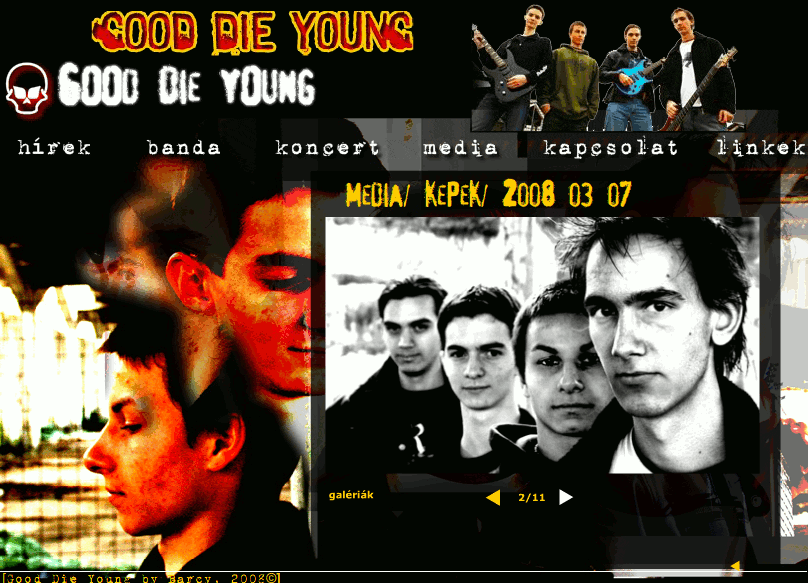 GOOD DIE YOUNG
GOOD DIE YOUNG
hírek banda koncert media kapcsolat linkek
MEDIA/ KEPEK/ 2008 03 07
galériák 2/11
[Good Die Young by Barcy, 2008©]